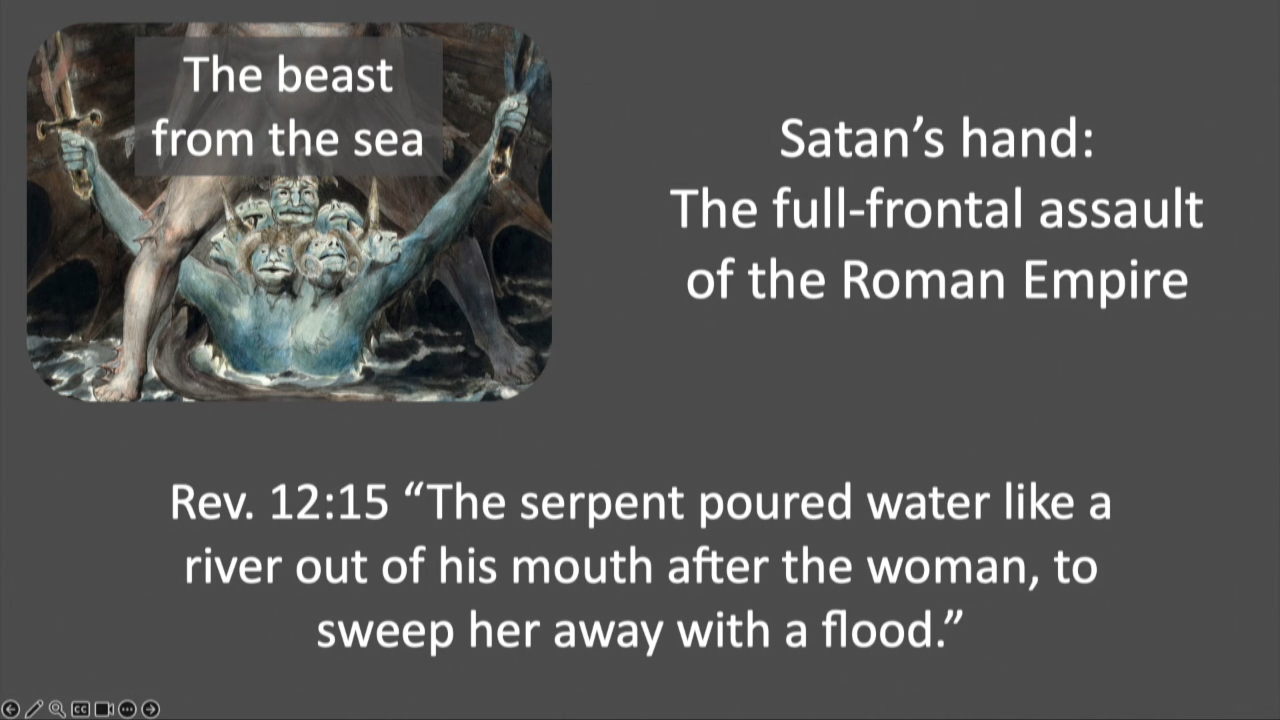 The beast
from the sea
Satan’s hand:
The full-frontal assault
of the Roman Empire
Rev. 12:15 “The serpent poured water like a
river out of his mouth after the woman, to
sweep her away with a flood.”
CC